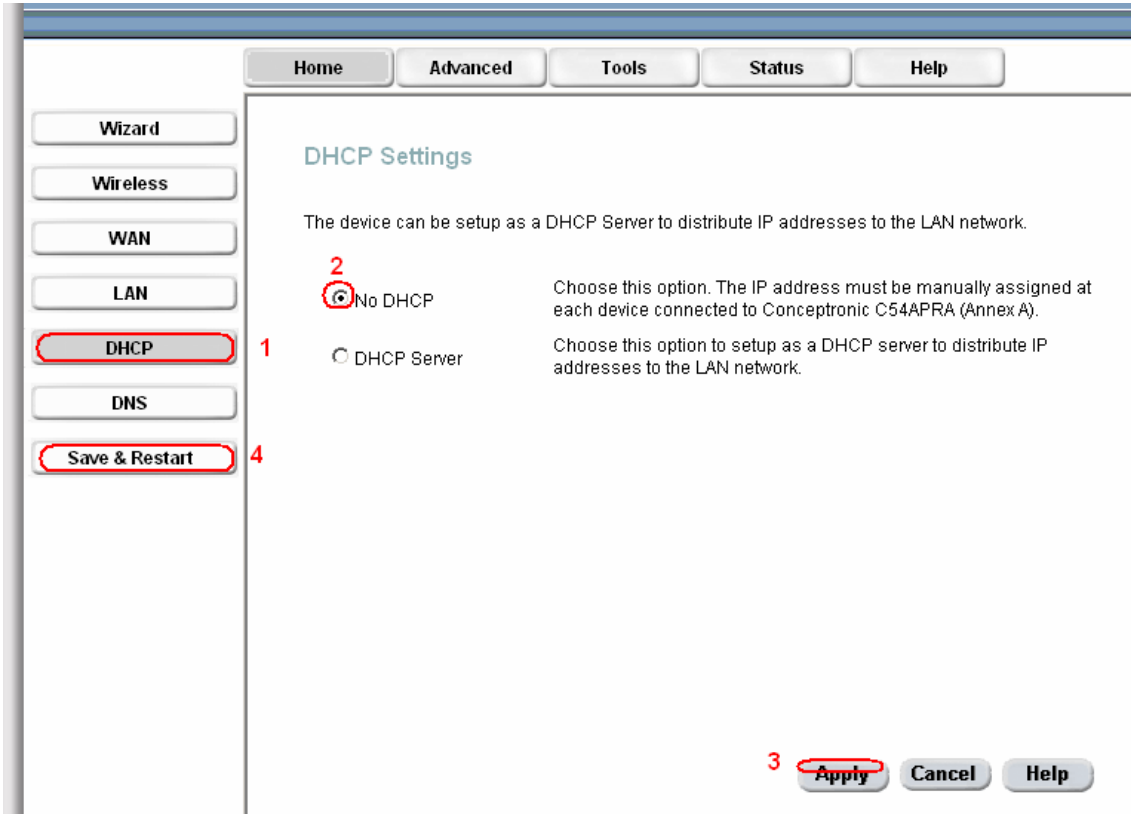 Home Advanced Tools Status Help
Wizard
Wireless
WAN
LAN
DHCP 1
DNS
Save & Restart 4
DHCP Settings
The device can be setup as a DHCP Server to distribute IP addresses to the LAN network.
2
No DHCP
Choose this option. The IP address must be manually assigned at
each device connected to Conceptronic C54APRA (Annex A).
DHCP Server
Choose this option to setup as a DHCP server to distribute IP
addresses to the LAN network.
3 Apply Cancel Help